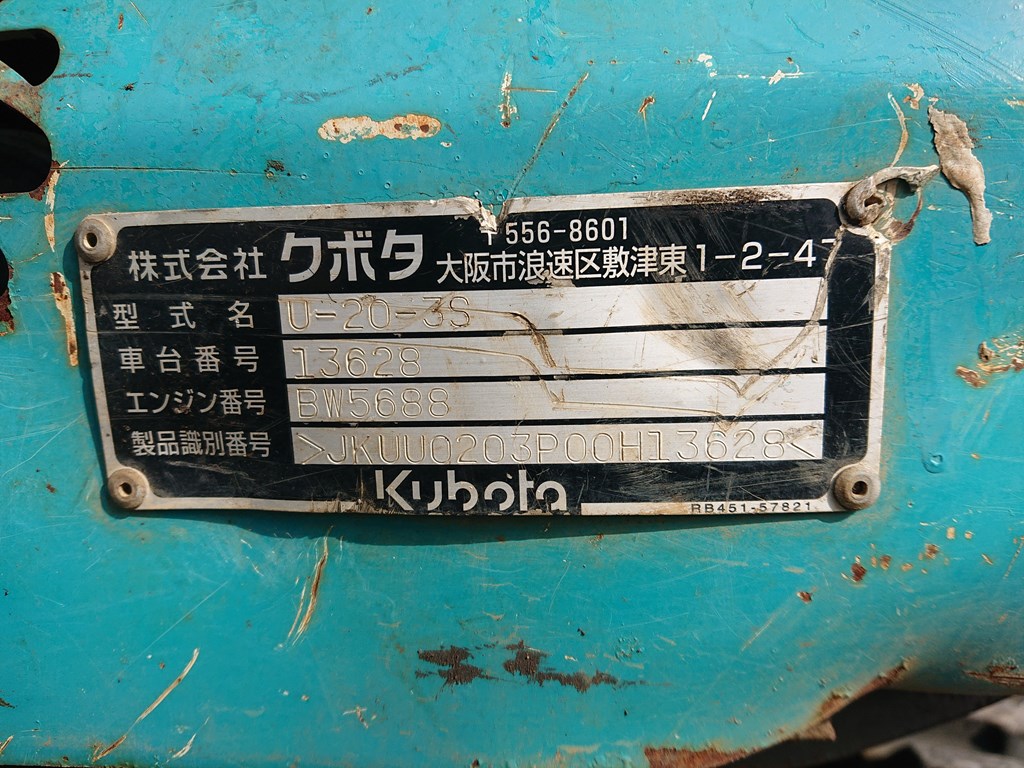 〒556-8601
株式会社 クボタ 大阪市浪速区敷津東1-2-47
型式名 U-20-3S
車台番号 13628
エンジン番号 BW5688
製品識別番号 >JKUU0203P00H13628<
Kubota
RB451-57821